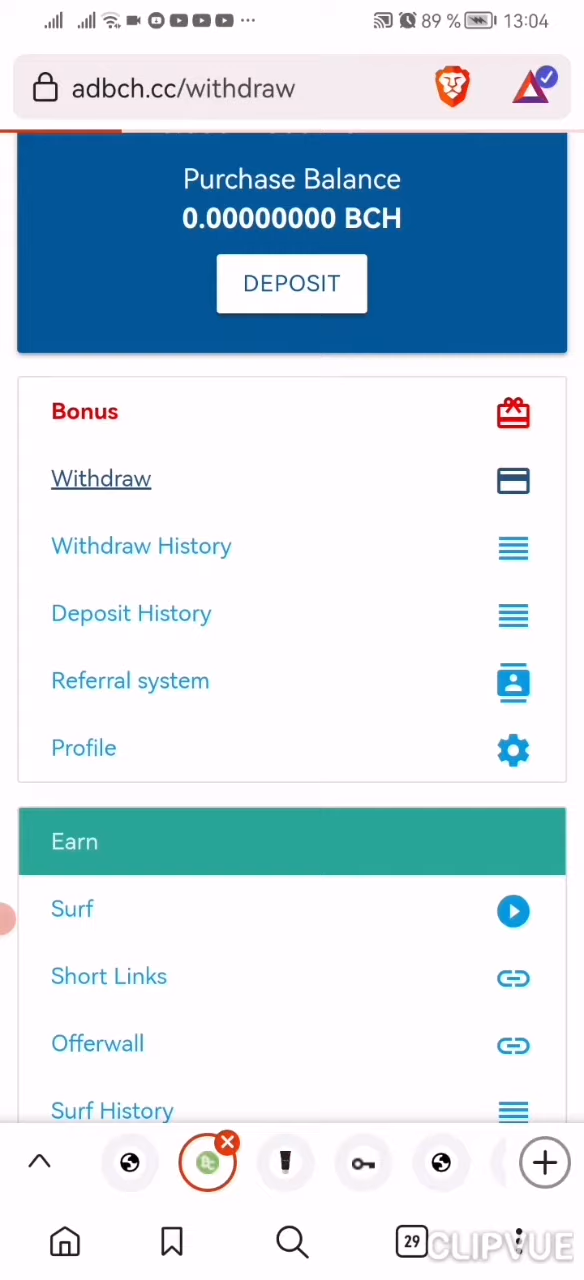 89 % 13:04
adbch.cc/withdraw
Purchase Balance
0.00000000 BCH
DEPOSIT
Bonus
Withdraw
Withdraw History
Deposit History
Referral system
Profile
Earn
Surf
Short Links
Offerwall
Surf History
29
CLIPVUE